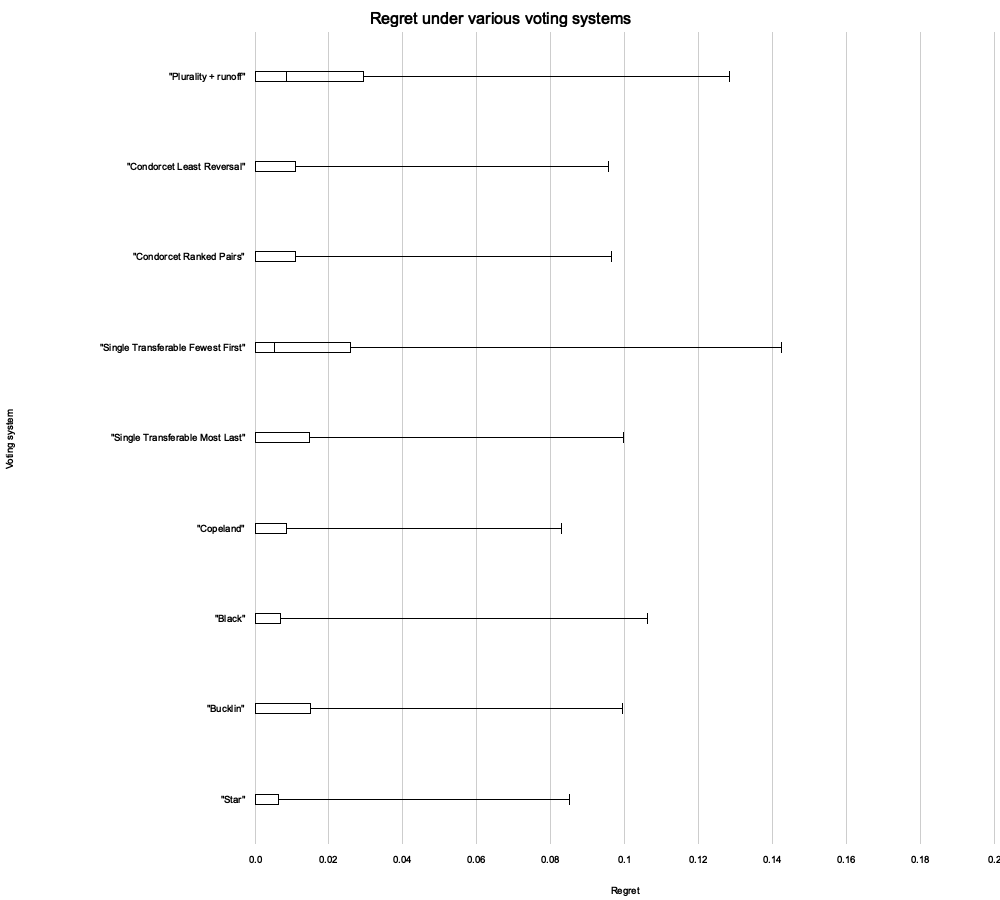 Regret under various voting systems
"Plurality + runoff"
"Condorcet Least Reversal"
"Condorcet Ranked Pairs"
"Single Transferable Fewest First"
"Single Transferable Most Last"
"Copeland"
"Black"
"Bucklin"
"Star"
Voting system
0.0 0.02 0.04 0.06 0.08 0.1 0.12 0.14 0.16 0.18 0.2
Regret